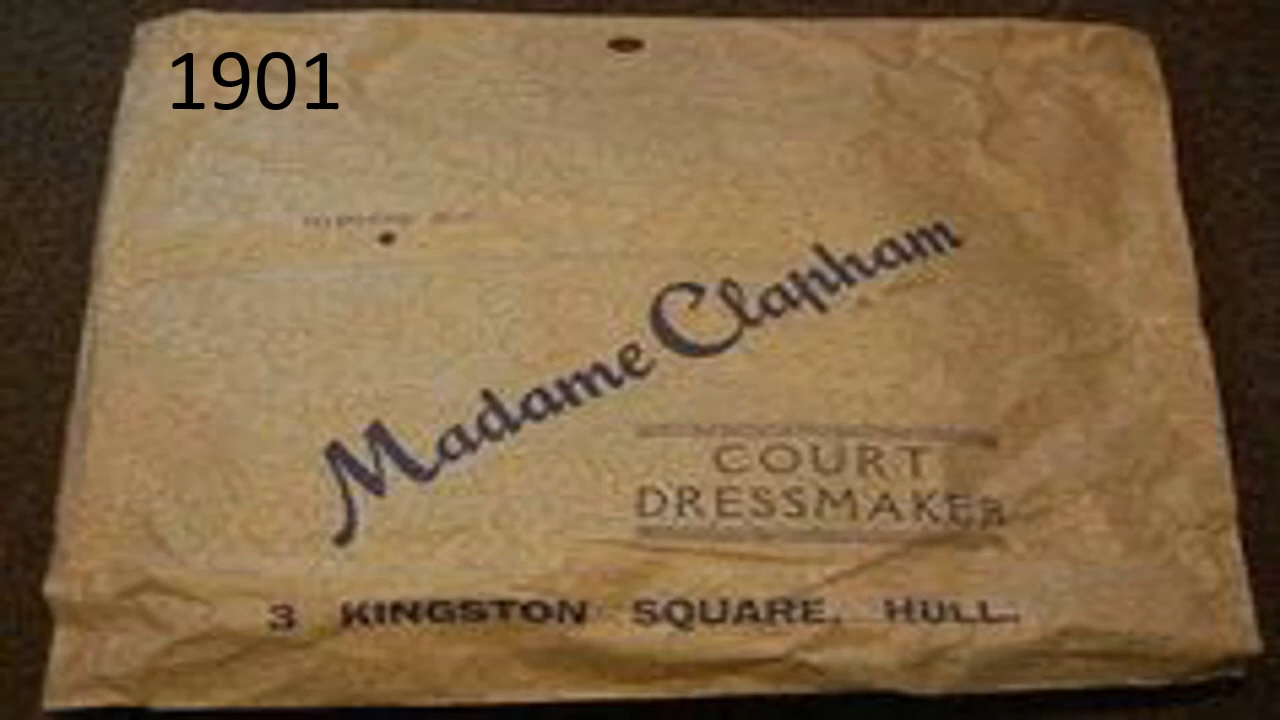 1901
Madame Clapham
COURT
DRESSMAKER
3 KINGSTON SQUARE, HULL.